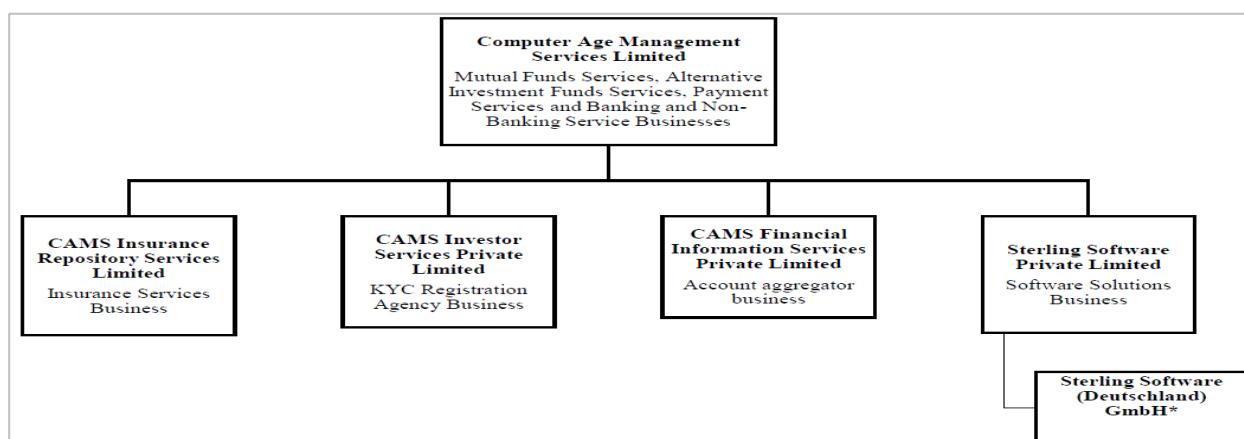 Computer Age Management
Services Limited
Mutual Funds Services, Alternative
Investment Funds Services, Payment
Services and Banking and Non-
Banking Service Businesses
CAMS Insurance
Repository Services
Limited
Insurance Services
Business
CAMS Investor
Services Private
Limited
KYC Registration
Agency Business
CAMS Financial
Information Services
Private Limited
Account aggregator
business
Sterling Software
Private Limited
Software Solutions
Business
Sterling Software
(Deutschland)
GmbH*